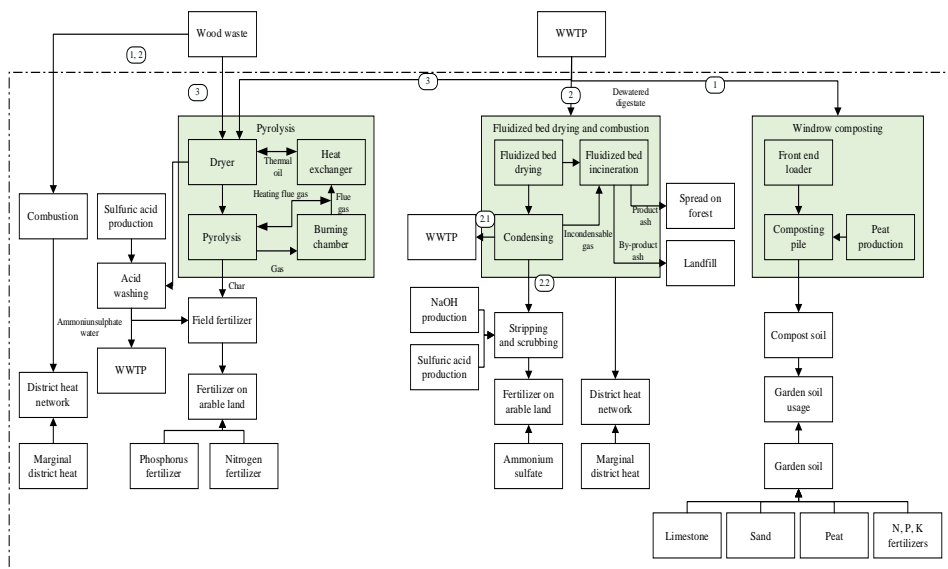 Wood waste
WWTP
1, 2
3
3
2
Dewatered
digestate
1
Pyrolysis
Dryer
Thermal
oil
Heat
exchanger
Heating flue gas
Flue
gas
Pyrolysis
Burning
chamber
Gas
Char
Combustion
Sulfuric acid
production
Acid
washing
Ammoniunsulphate
water
WWTP
Field fertilizer
Fertilizer on
arable land
Phosphorus
fertilizer
Nitrogen
fertilizer
District heat
network
Marginal
district heat
Fluidized bed drying and combustion
Fluidized bed
drying
Fluidized bed
incineration
WWTP
2.1
Condensing
Incondensable
gas
Product
ash
By-product
ash
Spread on
forest
Landfill
2.2
NaOH
production
Sulfuric acid
production
Stripping
and scrubbing
Fertilizer on
arable land
Ammonium
sulfate
District heat
network
Marginal
district heat
Windrow composting
Front end
loader
Composting
pile
Peat
production
Compost soil
Garden soil
usage
Garden soil
Limestone
Sand
Peat
N, P, K
fertilizers